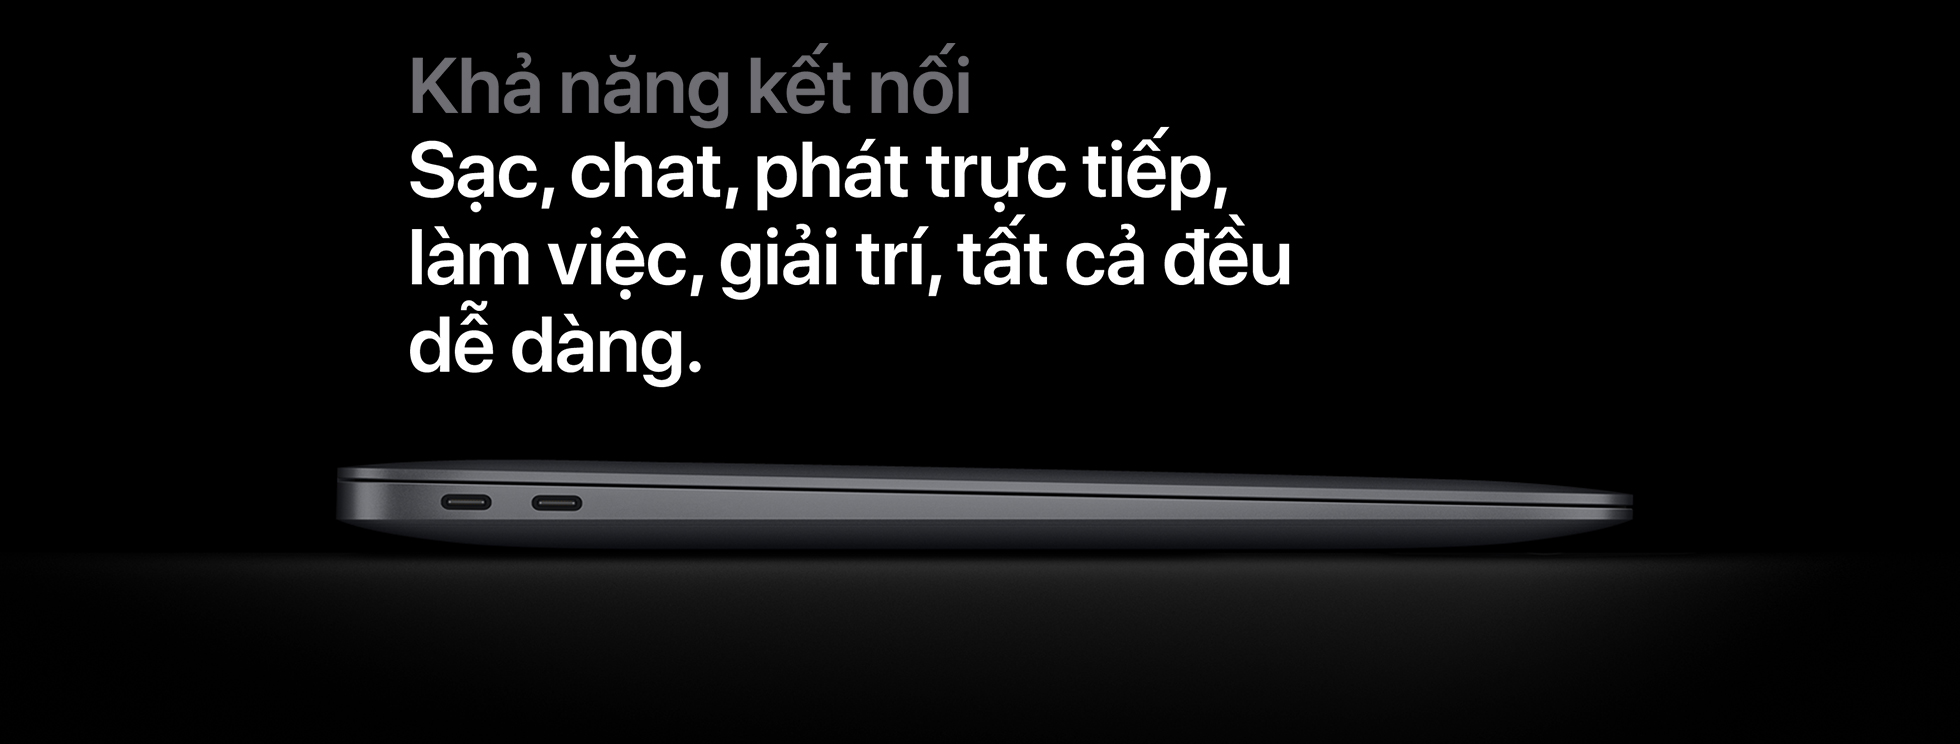 Khả năng kết nối
Sạc, chat, phát trực tiếp,
làm việc, giải trí, tất cả đều
dễ dàng.